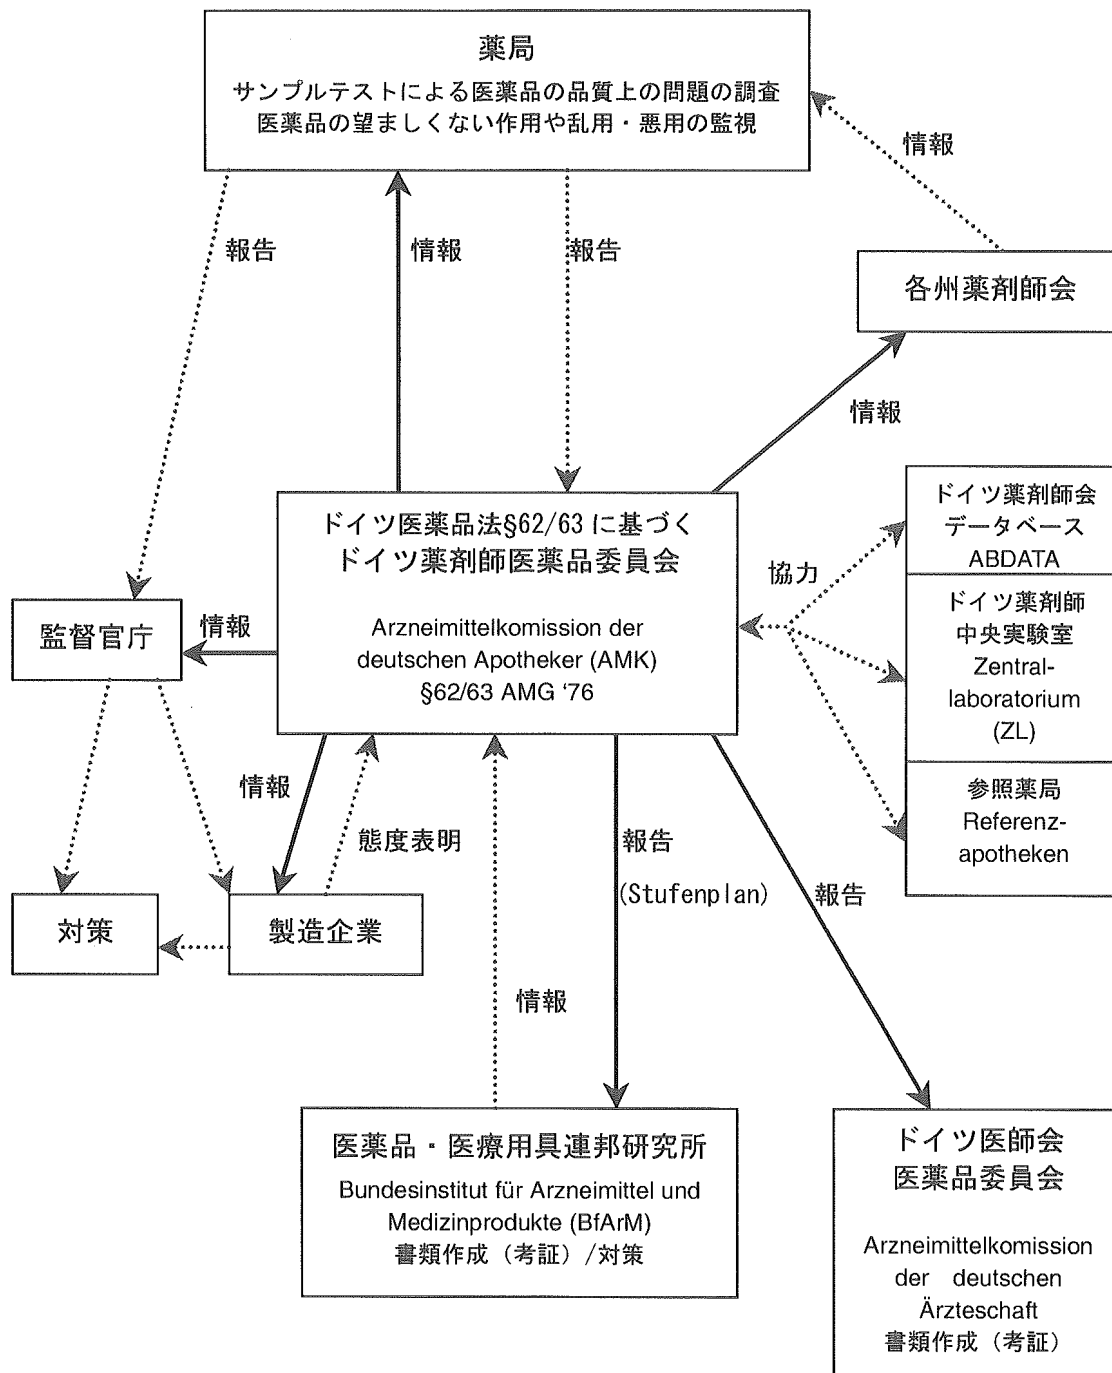 薬局
サンプルテストによる医薬品の品質上の問題の調査
医薬品の望ましくない作用や乱用・悪用の監視
情報
報告
情報
報告
各州薬剤師会
情報
ドイツ医薬品法§62/63 に基づく
ドイツ薬剤師医薬品委員会
Arzneimittelkomission der
deutschen Apotheker (AMK)
§62/63 AMG ‘76
協力
ドイツ薬剤師会
データベース
ABDATA
ドイツ薬剤師
中央実験室
Zentral-
laboratorium
(ZL)
参照薬局
Referenz-
apotheken
監督官庁
情報
情報
態度表明
報告
(Stufenplan)
報告
対策
製造企業
情報
医薬品・医療用具連邦研究所
Bundesinstitut für Arzneimittel und
Medizinprodukte (BfArM)
書類作成（考証）/対策
ドイツ医師会
医薬品委員会
Arzneimittelkomission
der deutschen
Ärzteschaft
書類作成（考証）